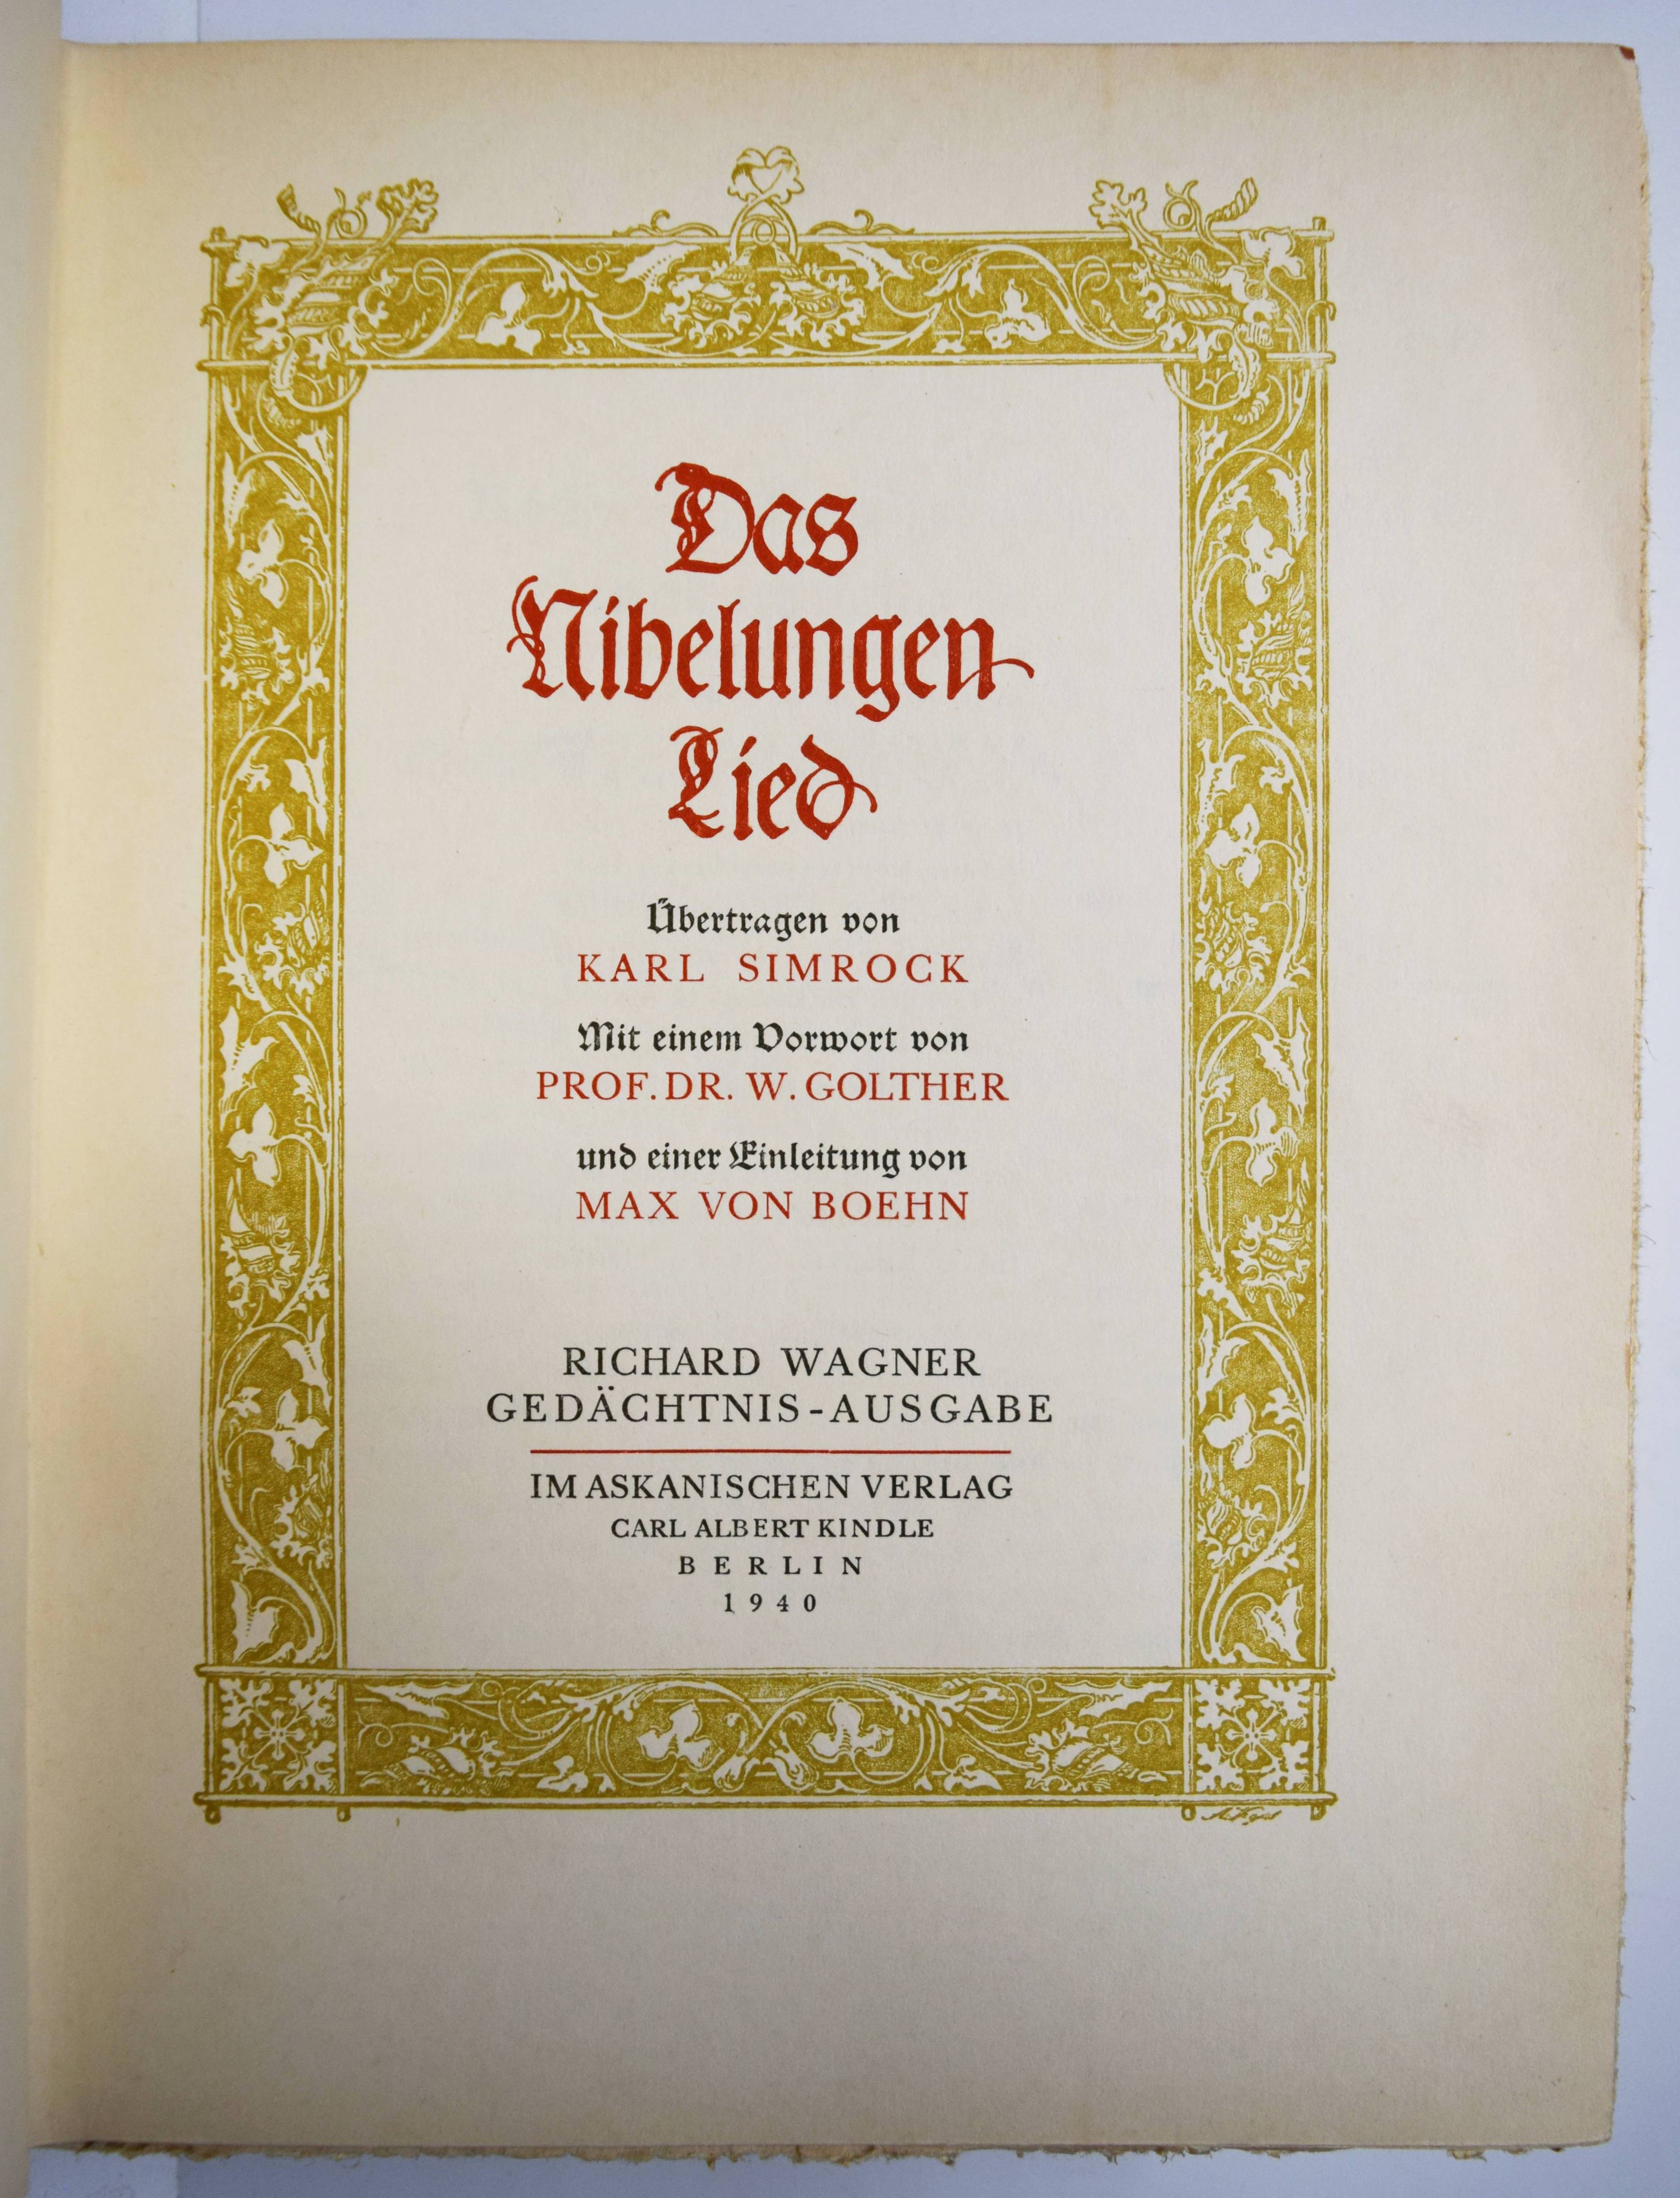 Das
Nibelungen
Lied
Übertragen von
KARL SIMROCK
Mit einem Vorwort von
PROF. DR. W. GOLTHER
und einer Einleitung von
MAX VON BOEHN
RICHARD WAGNER
GEDÄCHTNIS-AUSGABE
IM ASKANISCHEN VERLAG
CARL ALBERT KINDLE
BERLIN
1940